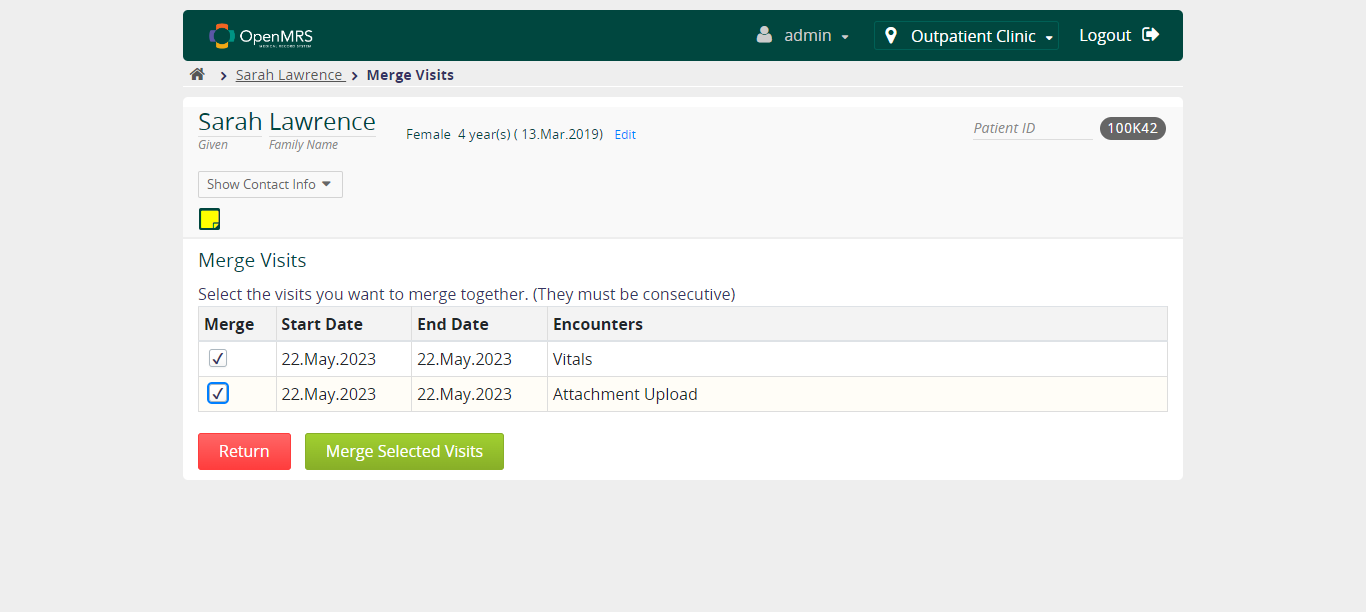 OpenMRS
MEDICAL RECORD SYSTEM
admin
Outpatient Clinic
Logout
Sarah Lawrence
Merge Visits
Sarah Lawrence
Given Family Name
Female 4 year(s) ( 13.Mar.2019) Edit
Patient ID 100K42
Show Contact Info
Merge Visits
Select the visits you want to merge together. (They must be consecutive)
Merge Start Date End Date Encounters
22.May.2023 22.May.2023 Vitals
22.May.2023 22.May.2023 Attachment Upload
Return Merge Selected Visits